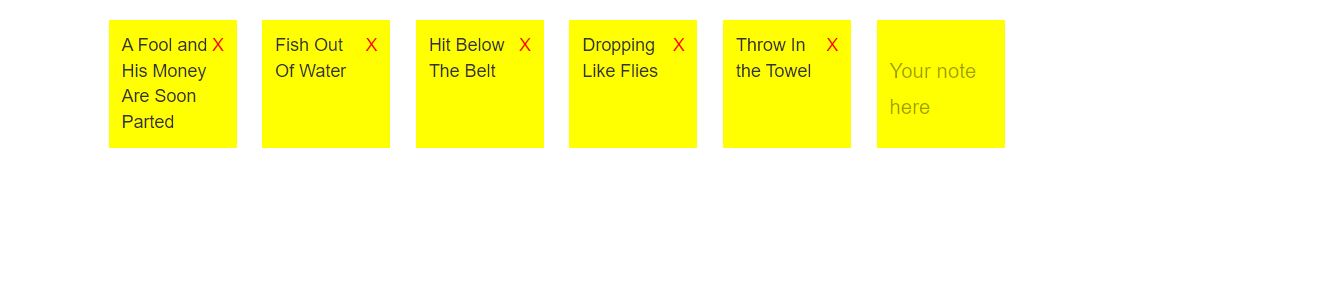 A Fool and X
His Money
Are Soon
Parted
Fish Out X
Of Water
Hit Below X
The Belt
Dropping X
Like Flies
Throw In X
the Towel
Your note
here